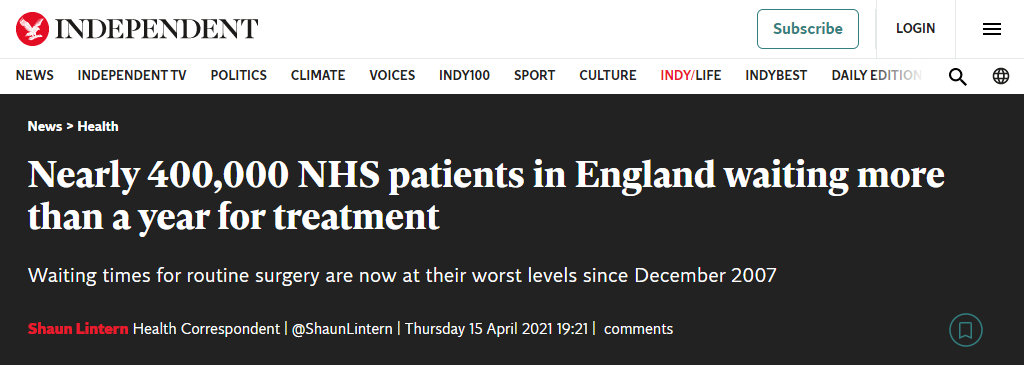 INDEPENDENT
Subscribe
LOGIN
NEWS INDEPENDENT TV POLITICS CLIMATE VOICES INDY100 SPORT CULTURE INDY/LIFE INDYBEST DAILY EDITION
News > Health
Nearly 400,000 NHS patients in England waiting more
than a year for treatment
Waiting times for routine surgery are now at their worst levels since December 2007
Shaun Lintern Health Correspondent | @ShaunLintern | Thursday 15 April 2021 19:21 | comments